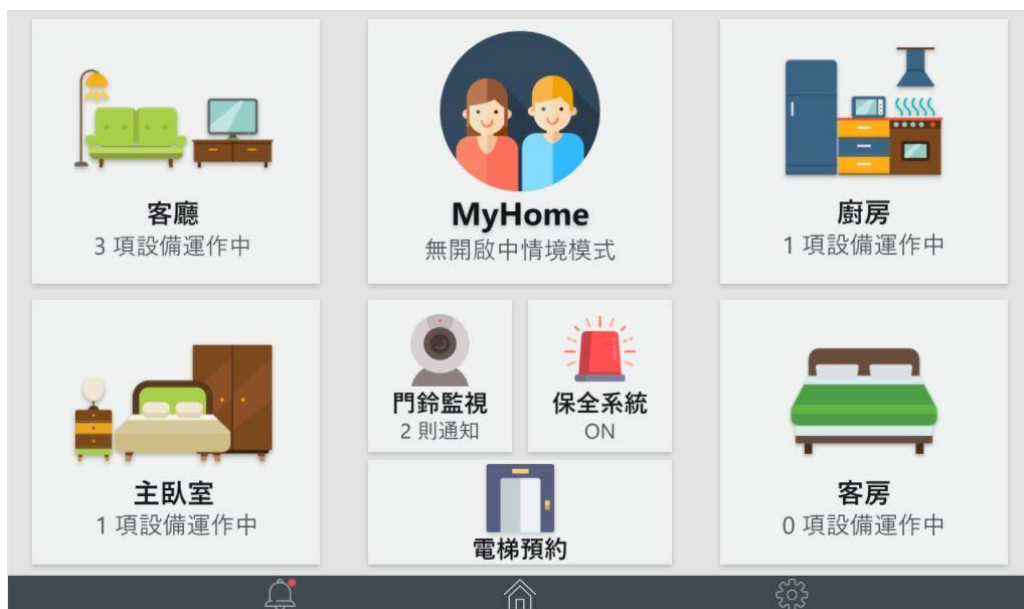 客廳
3 項設備運作中
MyHome
無開啟中情境模式
廚房
1 項設備運作中
主臥室
1 項設備運作中
門鈴監視
2 則通知
保全系統
ON
電梯預約
客房
0 項設備運作中